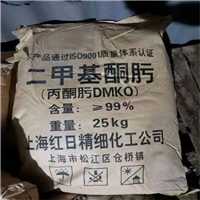 产品通过ISO9001质量体系认证
二甲基酮肟
(丙酮肟DMKO)
含量：≥99%
重量：25kg
上海红日精细化工公司
上海市松江区仓桥镇